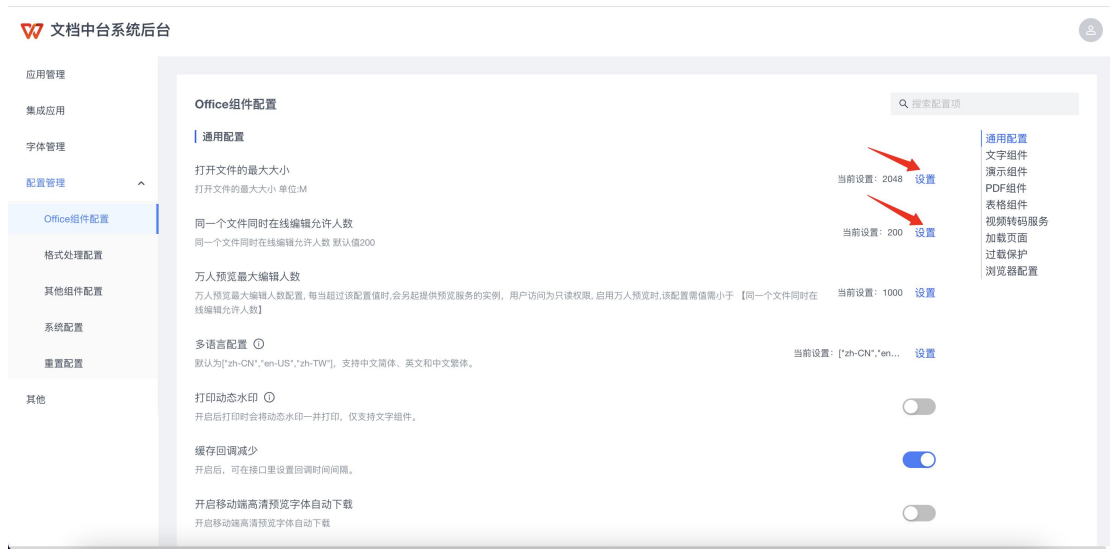 文档中台系统后台
应用管理
集成应用
字体管理
配置管理
Office组件配置
格式处理配置
其他组件配置
系统配置
重置配置
其他
Office组件配置
搜索配置项
通用配置
打开文件的最大大小
打开文件的最大大小 单位:M
当前设置: 2048 设置
同一个文件同时在线编辑允许人数
同一个文件同时在线编辑允许人数 默认值200
当前设置: 200 设置
万人预览最大编辑人数
万人预览最大编辑人数配置, 每当超过该配置值时,会另起提供预览服务的实例, 用户访问为只读权限, 启用万人预览时,该配置需值需小于 【同一个文件同时在
线编辑允许人数】
当前设置: 1000 设置
多语言配置
默认为["zh-CN","en-US","zh-TW"]，支持中文简体、英文和中文繁体。
当前设置: ["zh-CN","en... 设置
打印动态水印
开启后打印时会将动态水印一并打印，仅支持文字组件。
缓存回调减少
开启后，可在接口里设置回调时间间隔。
开启移动端高清预览字体自动下载
开启移动端高清预览字体自动下载
通用配置
文字组件
演示组件
PDF组件
表格组件
视频转码服务
加载页面
过载保护
浏览器配置